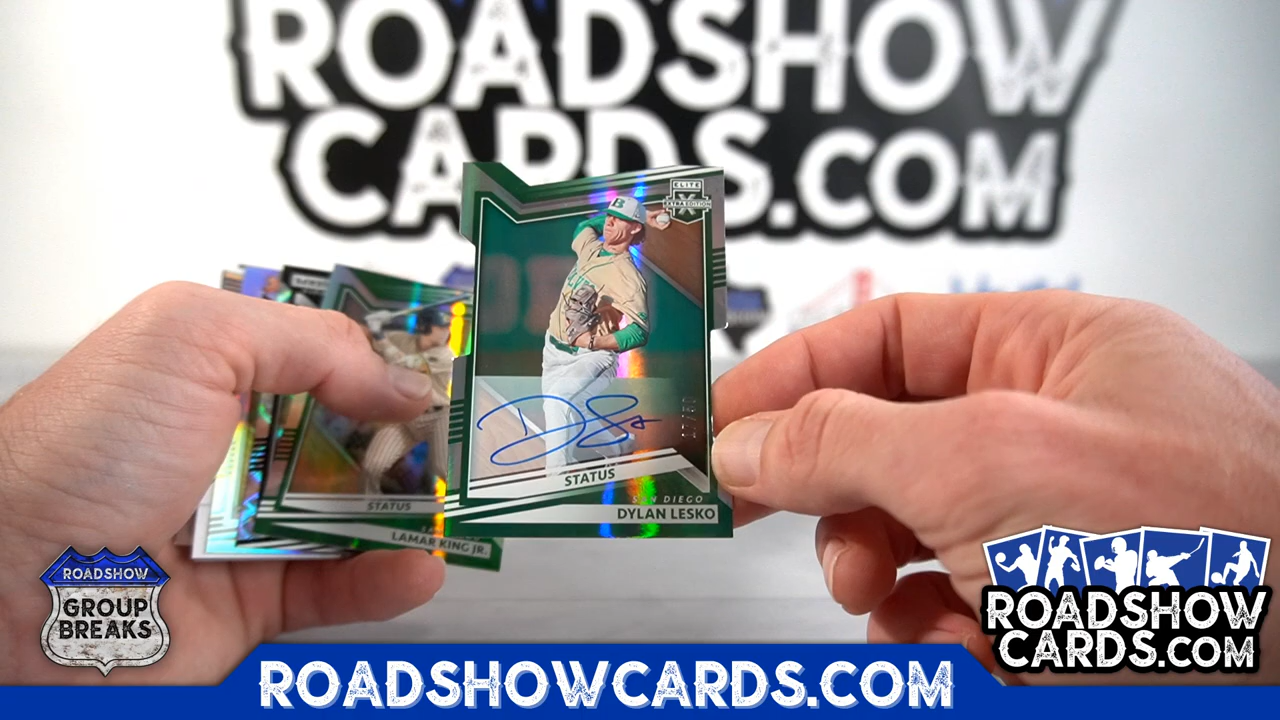 ROADSHOW
CARDS.COM
ELITE
X
EXTRA EDITION
B
STATUS
SAN DIEGO
DYLAN LESKO
STATUS
LAMAR KING JR.
ROADSHOW
GROUP
BREAKS
ROADSHOW
CARDS.COM
ROADSHOWCARDS.COM